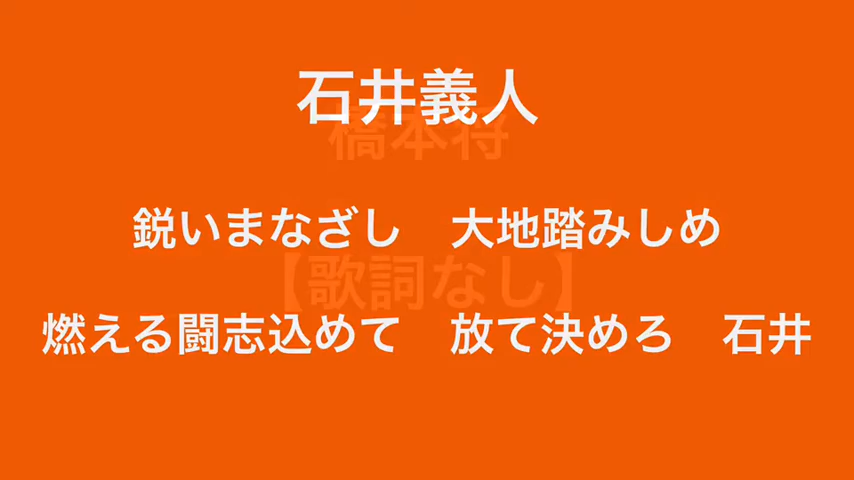 石井義人
橋本将
鋭いまなざし　大地踏みしめ
【歌詞なし】
燃える闘志込めて　放て決めろ　石井